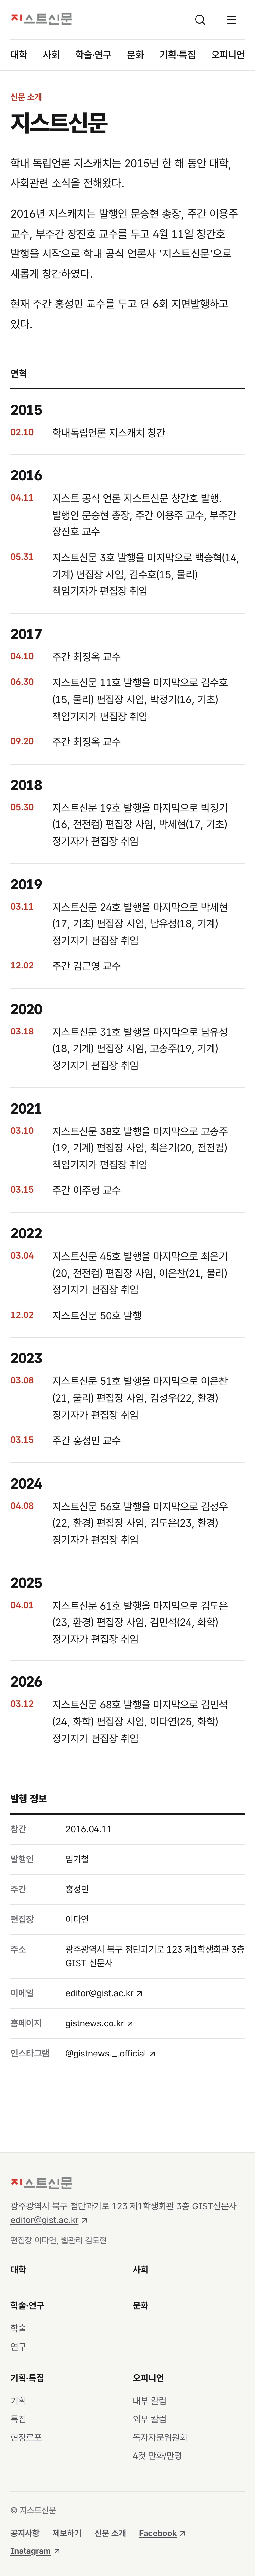 지스트신문
대학 사회 학술·연구 문화 기획·특집 오피니언
신문 소개
지스트신문
학내 독립언론 지스캐치는 2015년 한 해 동안 대학,
사회관련 소식을 전해왔다.
2016년 지스캐치는 발행인 문승현 총장, 주간 이용주
교수, 부주간 장진호 교수를 두고 4월 11일 창간호
발행을 시작으로 학내 공식 언론사 '지스트신문'으로
새롭게 창간하였다.
현재 주간 홍성민 교수를 두고 연 6회 지면발행하고
있다.
연혁
2015
02.10 학내독립언론 지스캐치 창간
2016
04.11 지스트 공식 언론 지스트신문 창간호 발행.
발행인 문승현 총장, 주간 이용주 교수, 부주간
장진호 교수
05.31 지스트신문 3호 발행을 마지막으로 백승혁(14,
기계) 편집장 사임, 김수호(15, 물리)
책임기자가 편집장 취임
2017
04.10 주간 최정옥 교수
06.30 지스트신문 11호 발행을 마지막으로 김수호
(15, 물리) 편집장 사임, 박정기(16, 기초)
책임기자가 편집장 취임
09.20 주간 최정옥 교수
2018
05.30 지스트신문 19호 발행을 마지막으로 박정기
(16, 전전컴) 편집장 사임, 박세현(17, 기초)
정기자가 편집장 취임
2019
03.11 지스트신문 24호 발행을 마지막으로 박세현
(17, 기초) 편집장 사임, 남유성(18, 기계)
정기자가 편집장 취임
12.02 주간 김근영 교수
2020
03.18 지스트신문 31호 발행을 마지막으로 남유성
(18, 기계) 편집장 사임, 고송주(19, 기계)
정기자가 편집장 취임
2021
03.10 지스트신문 38호 발행을 마지막으로 고송주
(19, 기계) 편집장 사임, 최은기(20, 전전컴)
책임기자가 편집장 취임
03.15 주간 이주형 교수
2022
03.04 지스트신문 45호 발행을 마지막으로 최은기
(20, 전전컴) 편집장 사임, 이은찬(21, 물리)
정기자가 편집장 취임
12.02 지스트신문 50호 발행
2023
03.08 지스트신문 51호 발행을 마지막으로 이은찬
(21, 물리) 편집장 사임, 김성우(22, 환경)
정기자가 편집장 취임
03.15 주간 홍성민 교수
2024
04.08 지스트신문 56호 발행을 마지막으로 김성우
(22, 환경) 편집장 사임, 김도은(23, 환경)
정기자가 편집장 취임
2025
04.01 지스트신문 61호 발행을 마지막으로 김도은
(23, 환경) 편집장 사임, 김민석(24, 화학)
정기자가 편집장 취임
2026
03.12 지스트신문 68호 발행을 마지막으로 김민석
(24, 화학) 편집장 사임, 이다연(25, 화학)
정기자가 편집장 취임
발행 정보
창간 2016.04.11
발행인 임기철
주간 홍성민
편집장 이다연
주소 광주광역시 북구 첨단과기로 123 제1학생회관 3층
GIST 신문사
이메일 editor@gist.ac.kr ↗
홈페이지 gistnews.co.kr ↗
인스타그램 @gistnews._.official ↗
지스트신문
광주광역시 북구 첨단과기로 123 제1학생회관 3층 GIST신문사
editor@gist.ac.kr ↗
편집장 이다연, 웹관리 김도현
대학 사회
학술·연구 문화
학술
연구
기획·특집 오피니언
기획 내부 칼럼
특집 외부 칼럼
현장르포 독자자문위원회
4컷 만화/만평
© 지스트신문
공지사항 제보하기 신문 소개 Facebook ↗
Instagram ↗